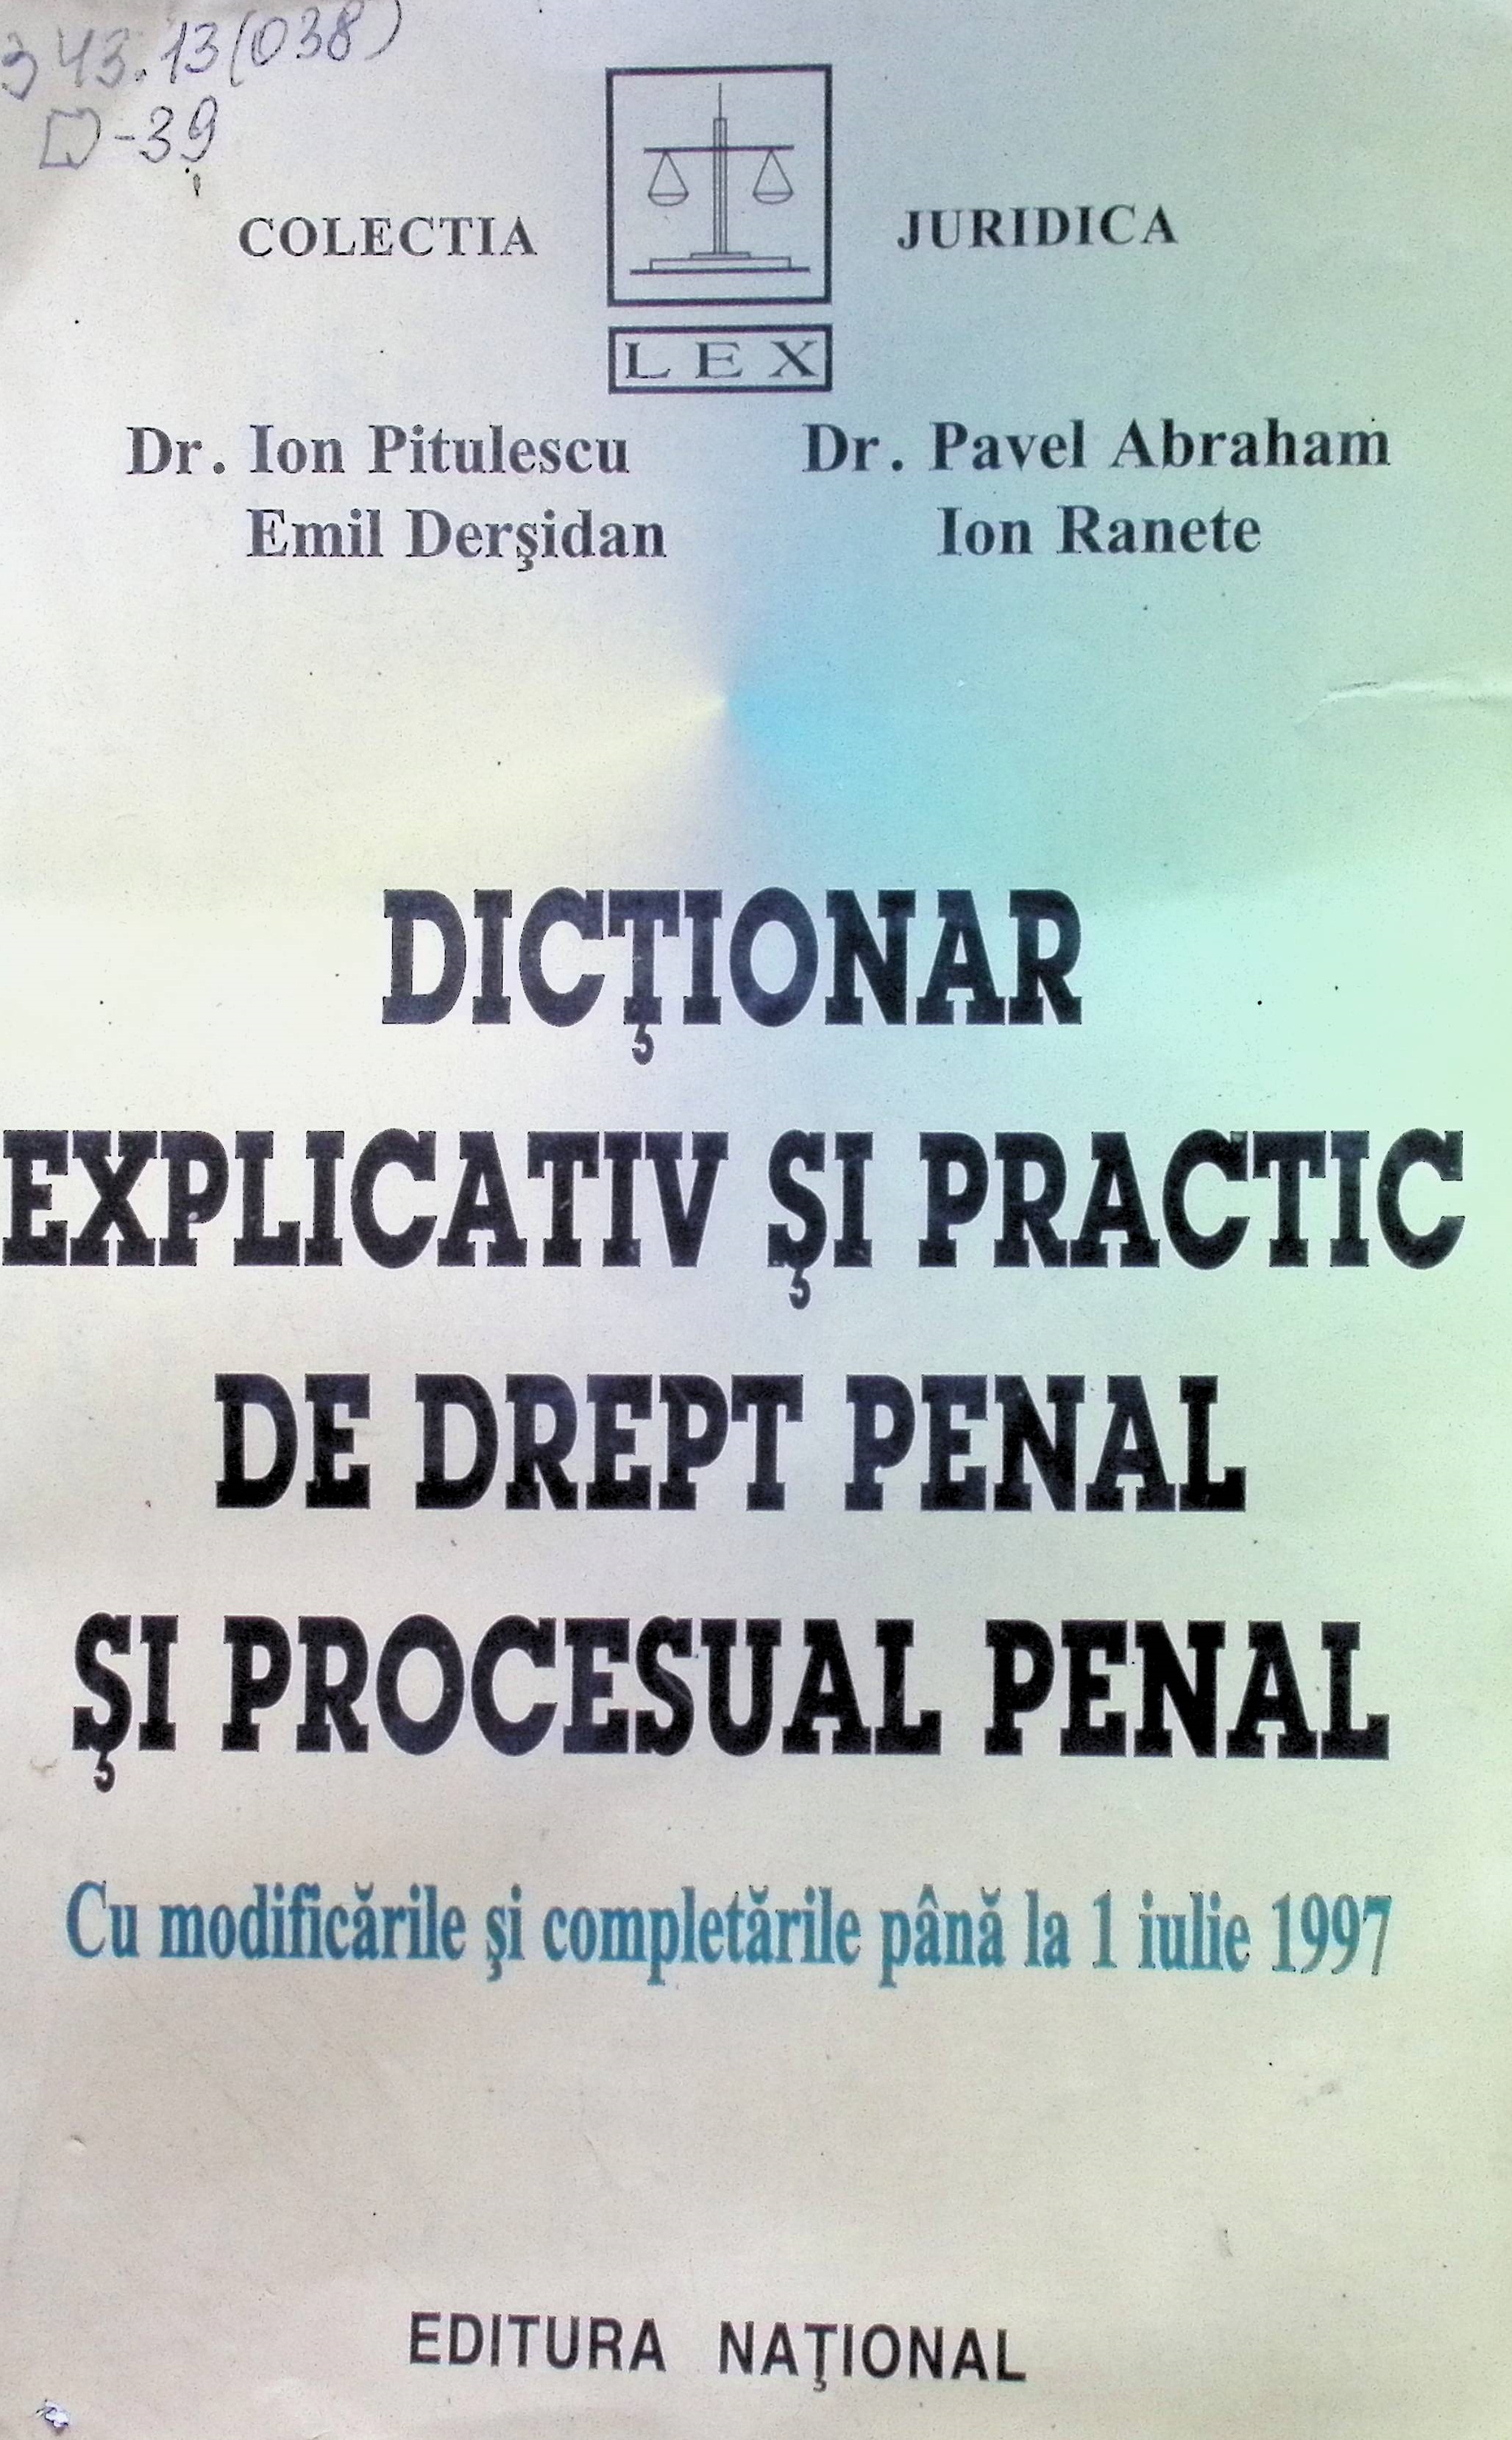 343.13(038)
D-39
COLECTIA JURIDICA
LEX
Dr. Ion Pitulescu Dr. Pavel Abraham
Emil Derşidan Ion Ranete
DICŢIONAR
EXPLICATIV ŞI PRACTIC
DE DREPT PENAL
ŞI PROCESUAL PENAL
Cu modificările şi completările până la 1 iulie 1997
EDITURA NAŢIONAL